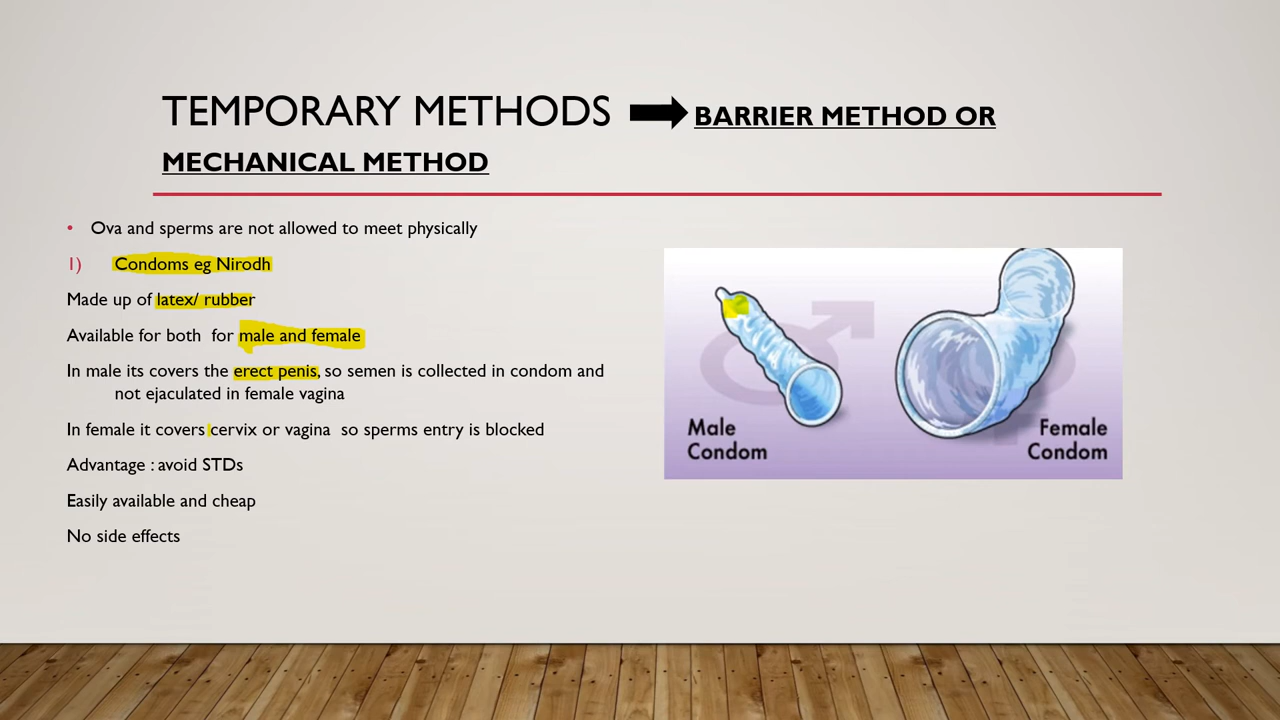 TEMPORARY METHODS BARRIER METHOD OR
MECHANICAL METHOD
• Ova and sperms are not allowed to meet physically
1) Condoms eg Nirodh
Made up of latex/ rubber
Available for both for male and female
In male its covers the erect penis, so semen is collected in condom and
not ejaculated in female vagina
In female it covers cervix or vagina so sperms entry is blocked
Advantage : avoid STDs
Easily available and cheap
No side effects
Male
Condom
Female
Condom